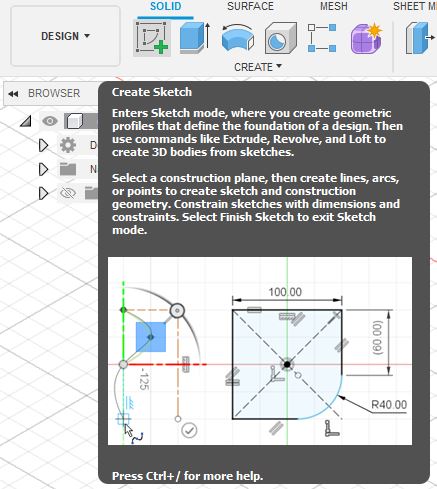 SOLID SURFACE MESH SHEET M
DESIGN
CREATE
BROWSER
D
Na
Create Sketch
Enters Sketch mode, where you create geometric
profiles that define the foundation of a design. Then
use commands like Extrude, Revolve, and Loft to
create 3D bodies from sketches.
Select a construction plane, then create lines, arcs,
or points to create sketch and construction
geometry. Constrain sketches with dimensions and
constraints. Select Finish Sketch to exit Sketch
mode.
100.00
(60.00)
-125
R40.00
Press Ctrl+/ for more help.